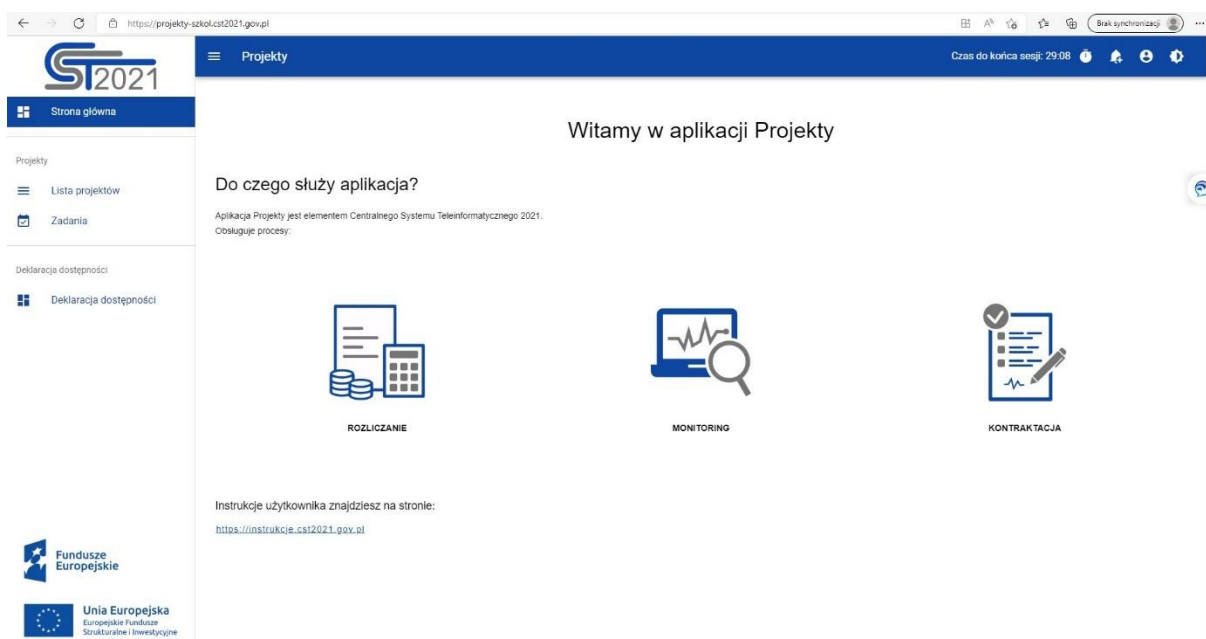 https://projekty-szkol.cst2021.gov.pl
Brak synchronizacji
ST2021
Projekty
Czas do końca sesji: 29:08
Strona główna
Projekty
Lista projektów
Zadania
Deklaracja dostępności
Deklaracja dostępności
Witamy w aplikacji Projekty
Do czego służy aplikacja?
Aplikacja Projekty jest elementem Centralnego Systemu Teleinformatycznego 2021.
Obsługuje procesy:
ROZLICZANIE
MONITORING
KONTRAKTACJA
Instrukcje użytkownika znajdziesz na stronie:
https://instrukcje.cst2021.gov.pl
Fundusze
Europejskie
Unia Europejska
Europejskie Fundusze
Strukturalne i Inwestycyjne